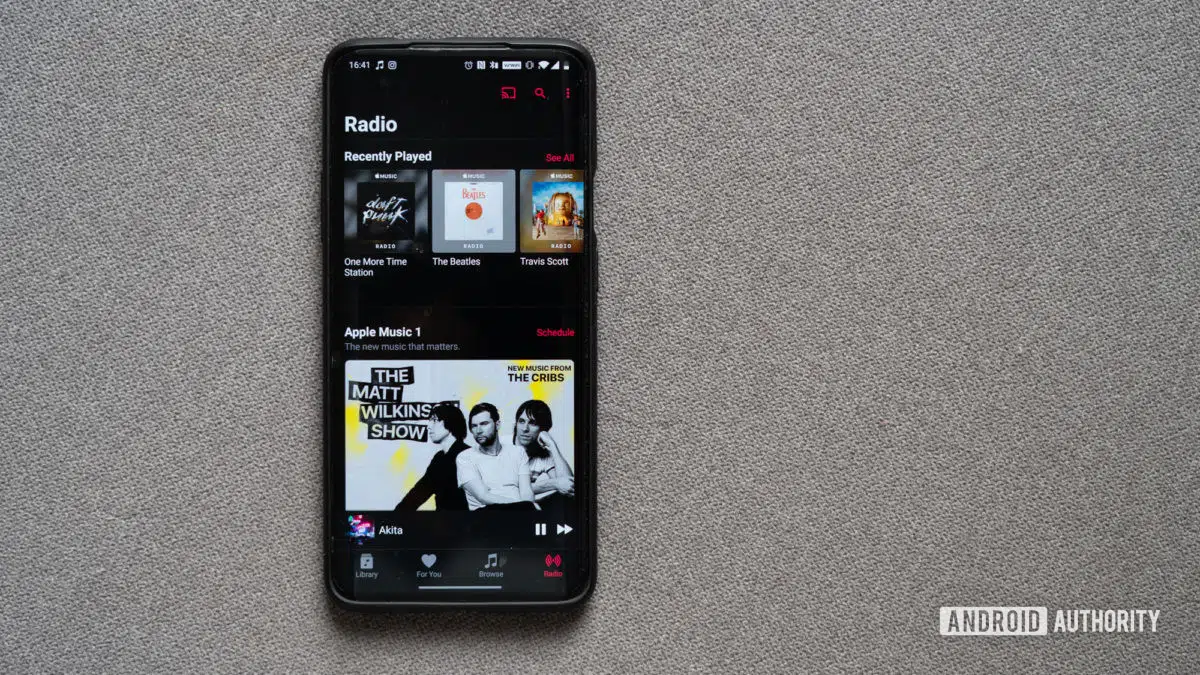 16:41
Radio
Recently Played
See All
MUSIC
MUSIC
MUSIC
daft punk
BEATLES
RADIO
RADIO
RADIO
One More Time
Station
The Beatles
Travis Scott
Apple Music 1
Schedule
The new music that matters.
THE
MATT
WILKINS
SHOW
NEW MUSIC FROM
THE CRIBS
Akita
Library
For You
Browse
Radio
ANDROID AUTHORITY